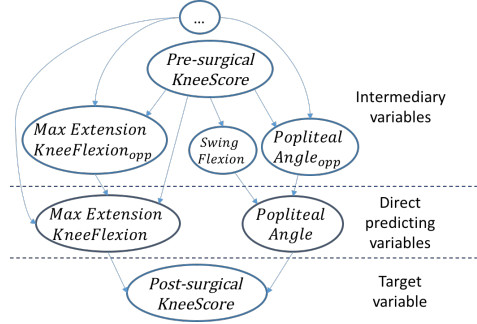 ...
Pre-surgical
KneeScore
Intermediary
variables
Max Extension
KneeFlexion_opp
Swing
Flexion
Popliteal
Angle_opp
Max Extension
KneeFlexion
Popliteal
Angle
Direct
predicting
variables
Post-surgical
KneeScore
Target
variable